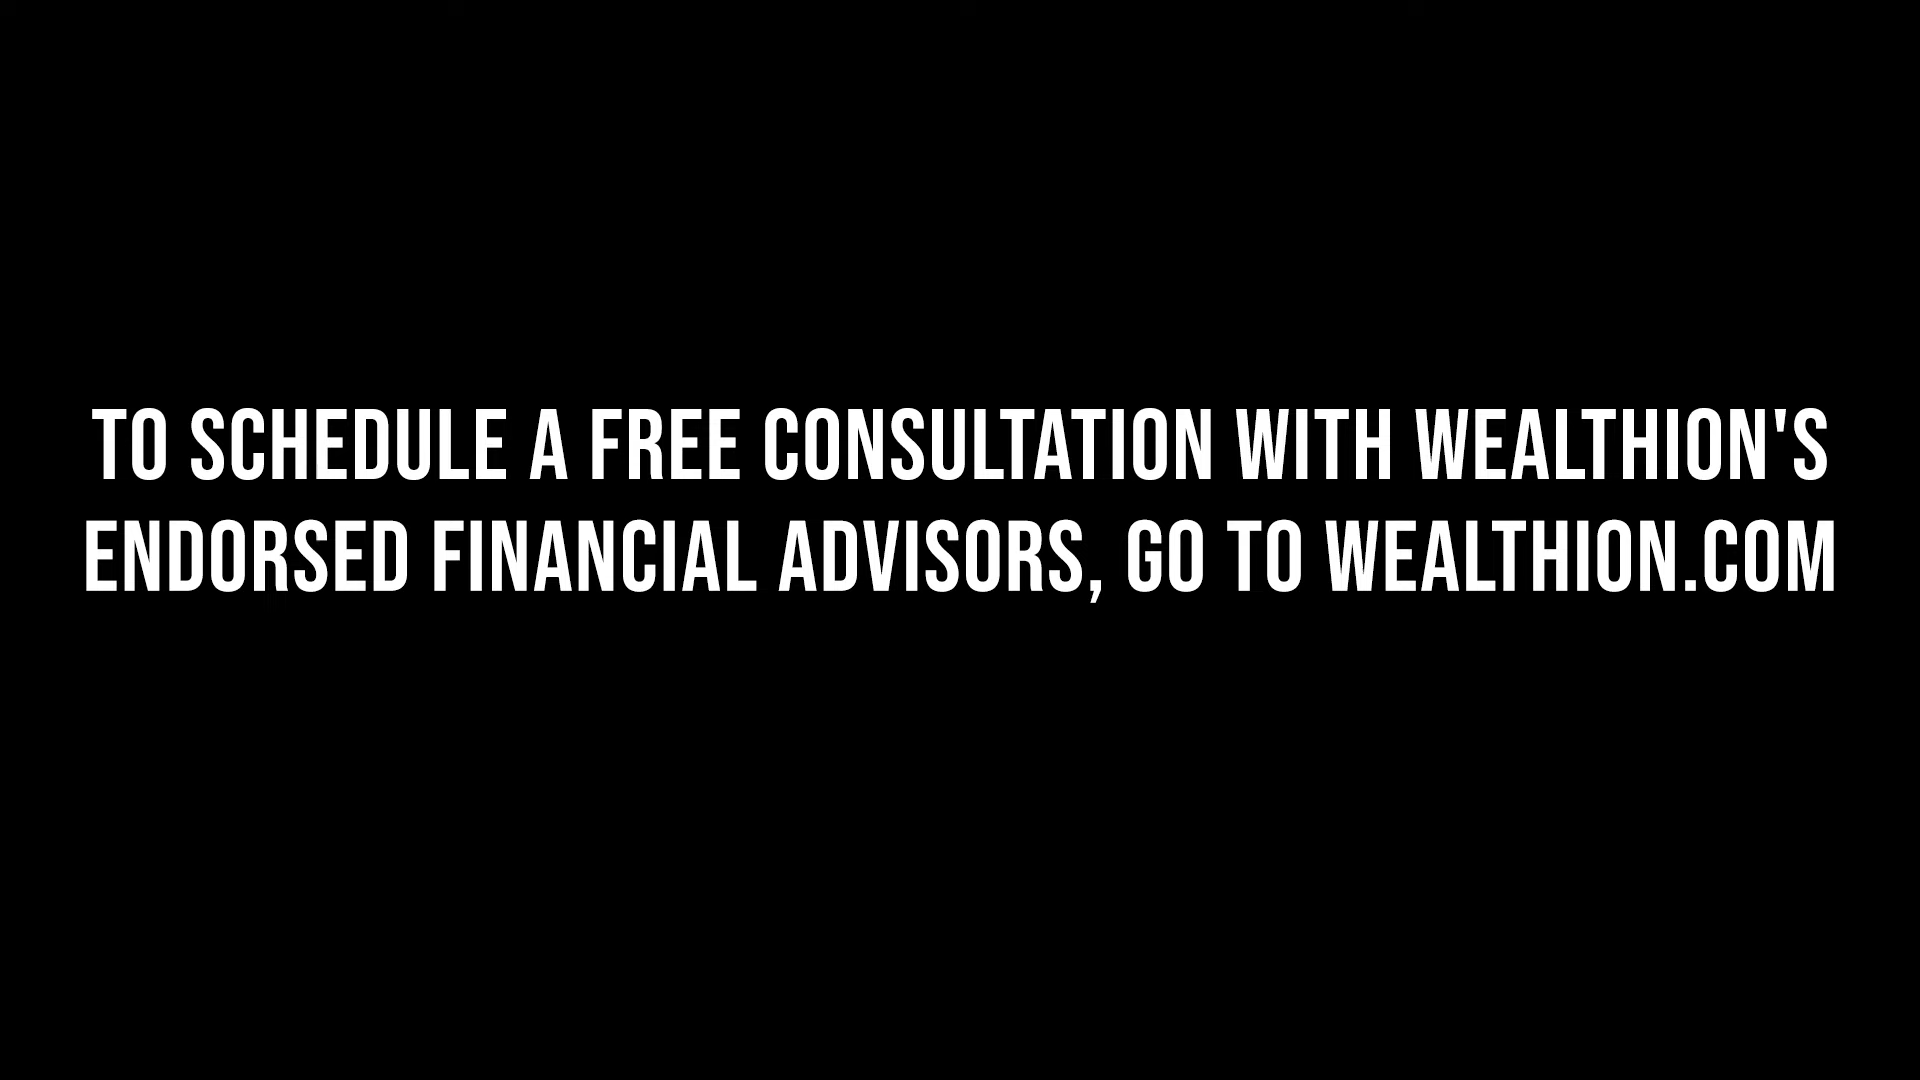 TO SCHEDULE A FREE CONSULTATION WITH WEALTHION'S
ENDORSED FINANCIAL ADVISORS, GO TO WEALTHION.COM